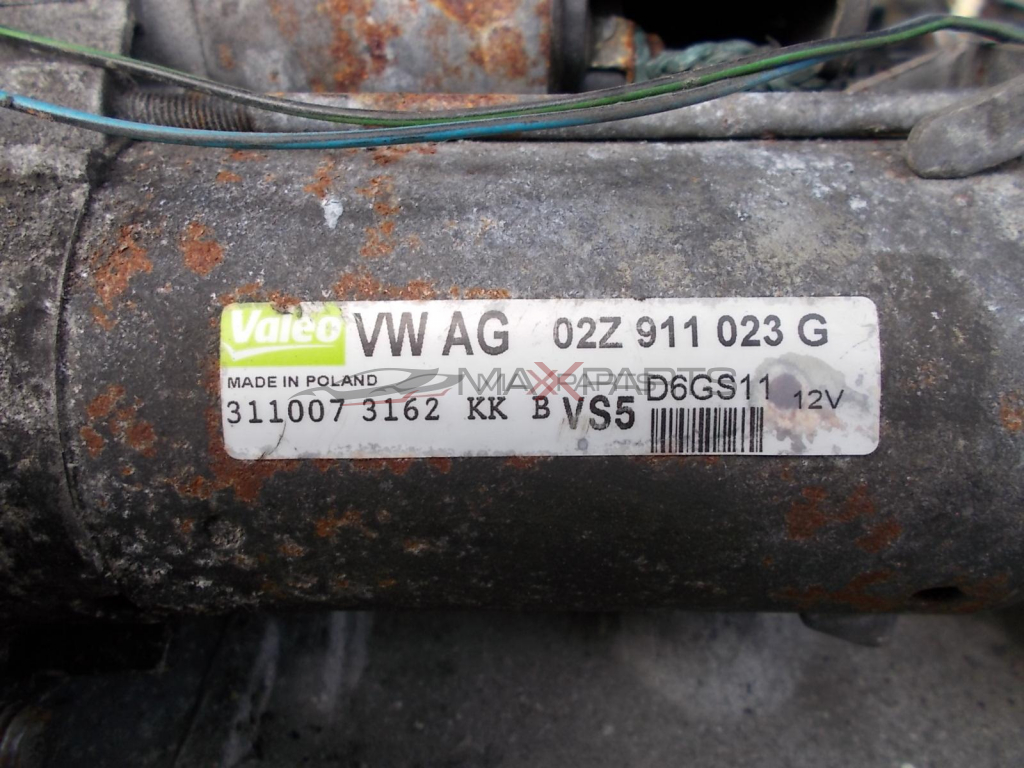 Valeo VW AG 02Z 911 023 G
MADE IN POLAND
MAXXPARTS
D6GS11 12V
311007 3162 KK B VS5